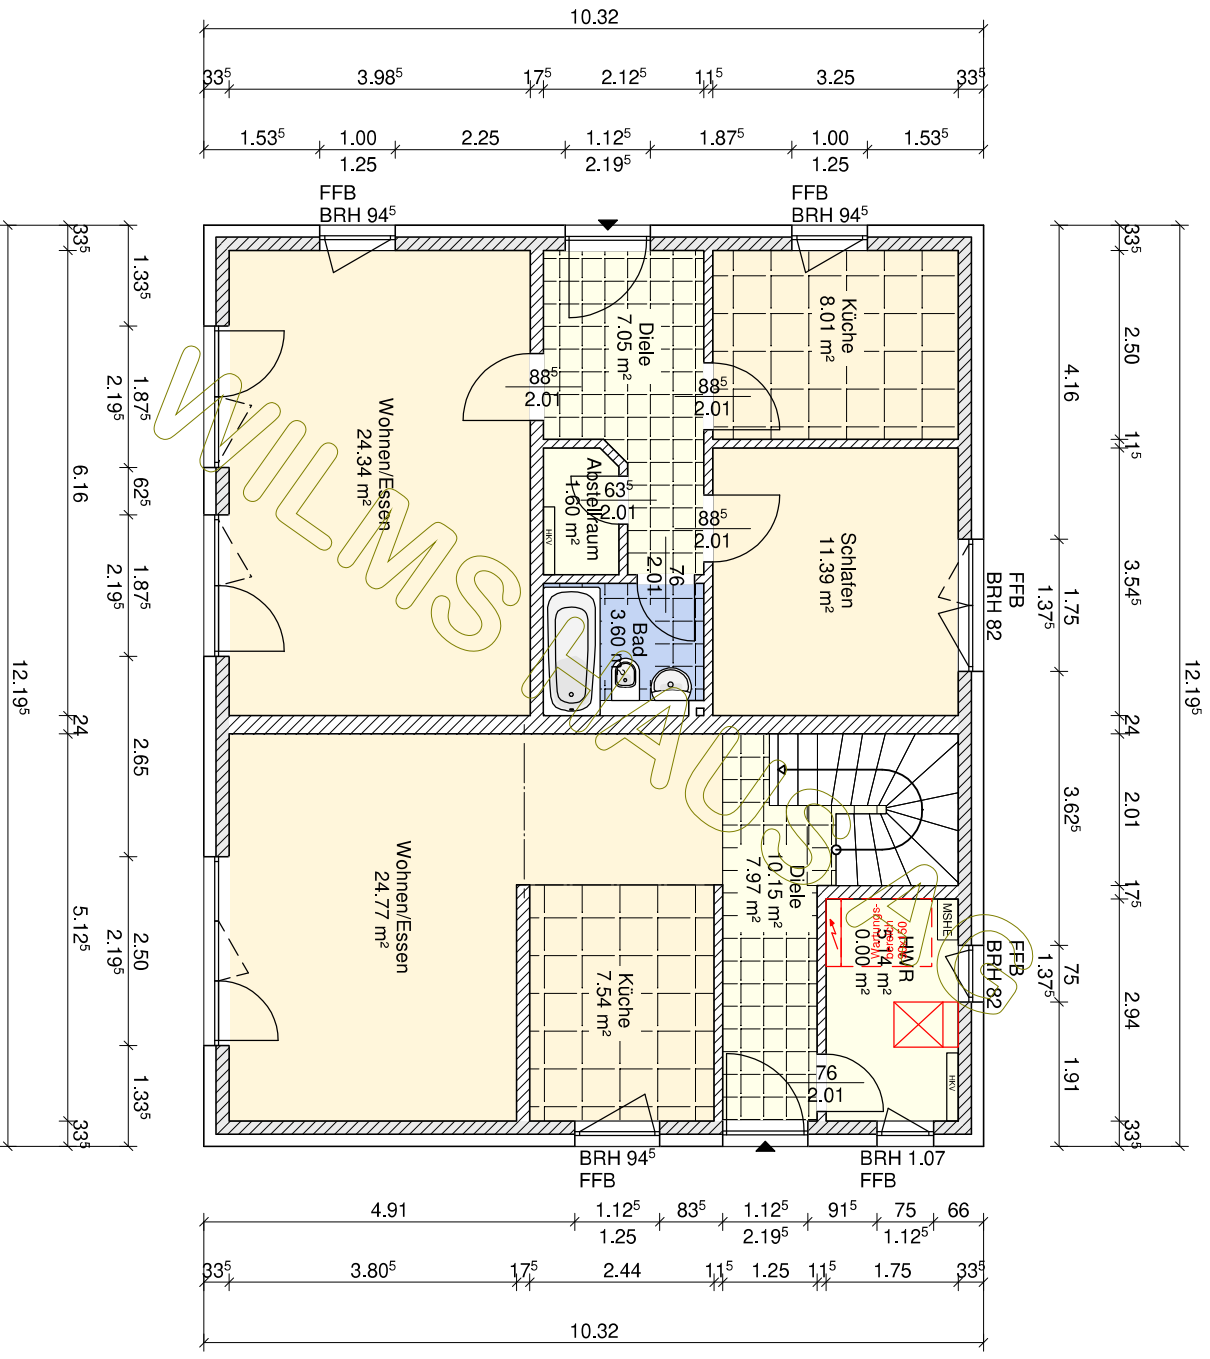 10.32
33⁵ 3.98⁵ 17⁵ 2.12⁵ 11⁵ 3.25 33⁵
1.53⁵ 1.00 2.25 1.12⁵ 1.87⁵ 1.00 1.53⁵
1.25 2.19⁵ 1.25
FFB
BRH 94⁵
FFB
BRH 94⁵
12.19⁵
33⁵ 6.16 24 5.12⁵ 33⁵
1.33⁵ 1.87⁵ 62⁵ 1.87⁵ 2.65 2.50 1.33⁵
2.19⁵ 2.19⁵ 2.19⁵
Wohnen/Essen
24.34 m²
Diele
7.05 m²
Küche
8.01 m²
88⁵
2.01
88⁵
2.01
Abstellraum
1.60 m²
HKV
63⁵
2.01
88⁵
2.01
76
2.01
Schlafen
11.39 m²
Bad
3.60 m²
FFB
BRH 82
4.16 1.75 3.62⁵ 75 1.91
1.37⁵ 1.37⁵
33⁵ 2.50 11⁵ 3.54⁵ 24 2.01 17⁵ 2.94 33⁵
12.19⁵
WILMS HAUS AG
Wohnen/Essen
24.77 m²
Küche
7.54 m²
Diele
10.15 m²
7.97 m²
HWR
0.00 m²
Wartungs-
bereich
MSHE
HKV
FFB
BRH 82
76
2.01
BRH 94⁵
FFB
BRH 1.07
FFB
4.91 1.12⁵ 83⁵ 1.12⁵ 91⁵ 75 66
1.25 2.19⁵ 1.12⁵
33⁵ 3.80⁵ 17⁵ 2.44 11⁵ 1.25 11⁵ 1.75 33⁵
10.32